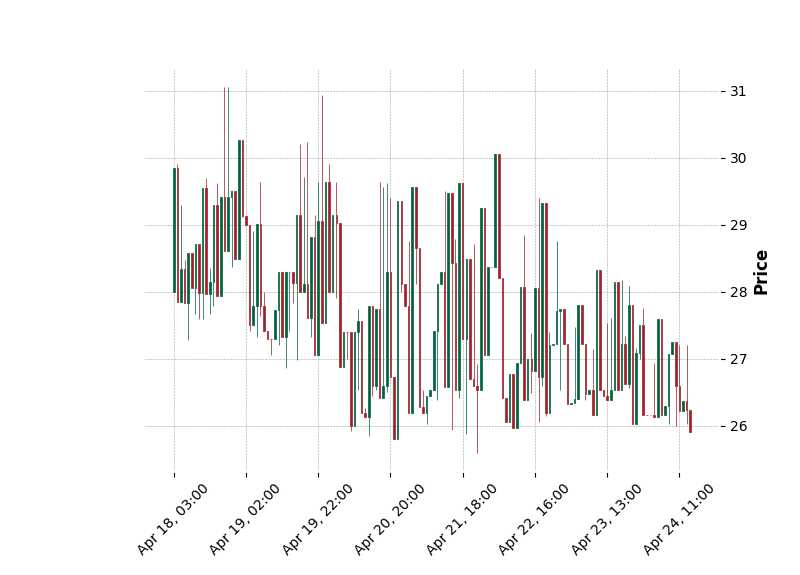 31
30
29
28
27
26
Price
Apr 18, 03:00
Apr 19, 02:00
Apr 19, 22:00
Apr 20, 20:00
Apr 21, 18:00
Apr 22, 16:00
Apr 23, 13:00
Apr 24, 11:00